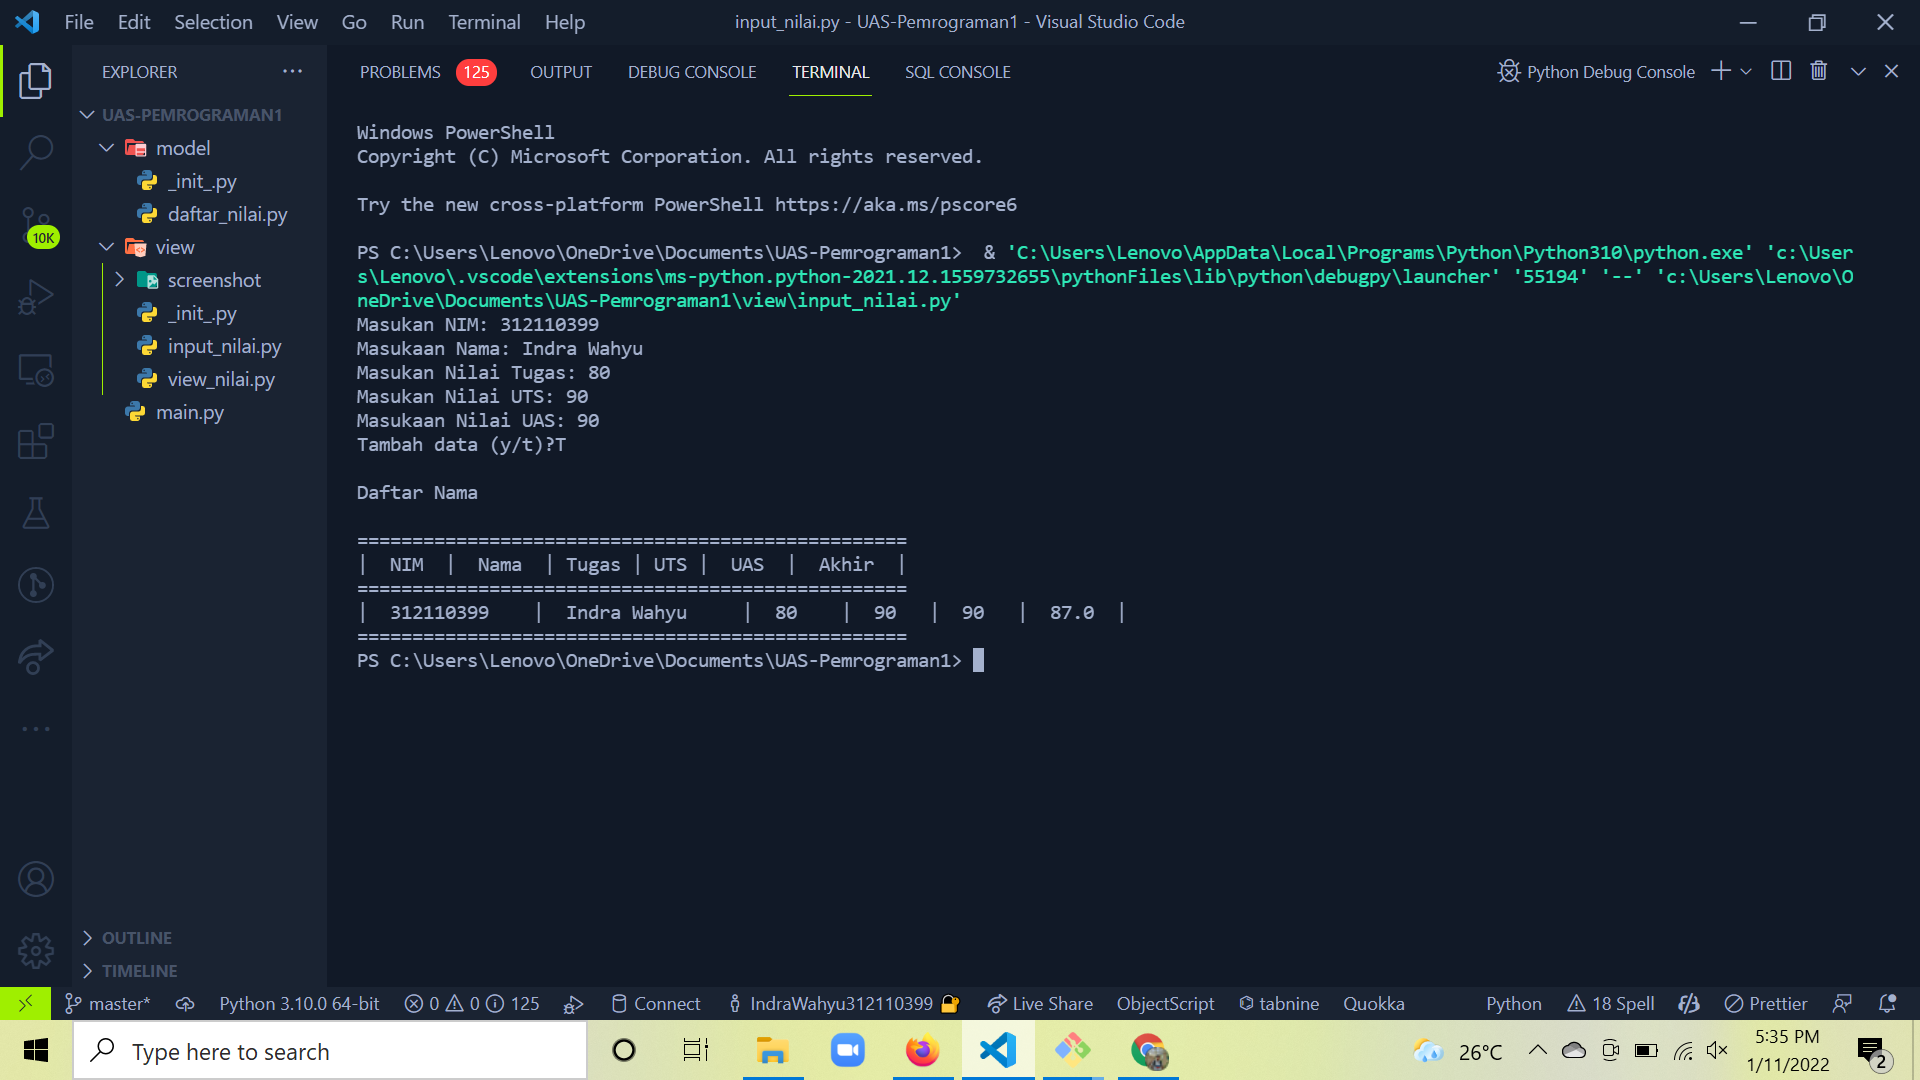 File Edit Selection View Go Run Terminal Help
input_nilai.py - UAS-Pemrograman1 - Visual Studio Code
EXPLORER
UAS-PEMROGRAMAN1
model
_init_.py
daftar_nilai.py
view
screenshot
_init_.py
input_nilai.py
view_nilai.py
main.py
OUTLINE
TIMELINE
10K
PROBLEMS 125 OUTPUT DEBUG CONSOLE TERMINAL SQL CONSOLE
Python Debug Console
Windows PowerShell
Copyright (C) Microsoft Corporation. All rights reserved.
Try the new cross-platform PowerShell https://aka.ms/pscore6
PS C:\Users\Lenovo\OneDrive\Documents\UAS-Pemrograman1>  & 'C:\Users\Lenovo\AppData\Local\Programs\Python\Python310\python.exe' 'c:\User
s\Lenovo\.vscode\extensions\ms-python.python-2021.12.1559732655\pythonFiles\lib\python\debugpy\launcher' '55194' '--' 'c:\Users\Lenovo\O
neDrive\Documents\UAS-Pemrograman1\view\input_nilai.py'
Masukan NIM: 312110399
Masukaan Nama: Indra Wahyu
Masukan Nilai Tugas: 80
Masukan Nilai UTS: 90
Masukaan Nilai UAS: 90
Tambah data (y/t)?T
Daftar Nama
==================================================
|  NIM  |  Nama  | Tugas | UTS |  UAS  |  Akhir  |
==================================================
|  312110399    |  Indra Wahyu     |  80    |  90   |  90   |  87.0  |
==================================================
PS C:\Users\Lenovo\OneDrive\Documents\UAS-Pemrograman1>
master* Python 3.10.0 64-bit 0 0 125 Connect IndraWahyu312110399 Live Share ObjectScript tabnine Quokka Python 18 Spell Prettier
Type here to search
26°C
5:35 PM
1/11/2022
2